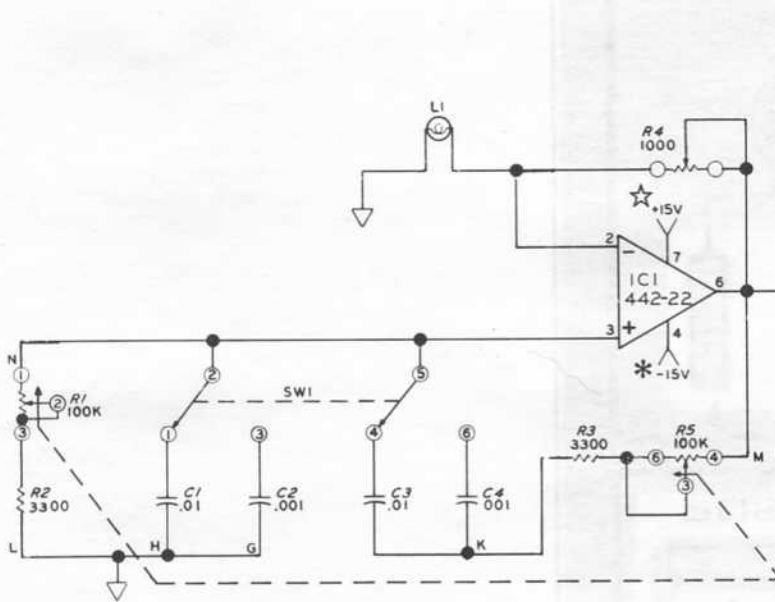 L1
R4
1000
+15V
2
−
7
IC1
442-22
6
3
+
4
* -15V
N
1
2
R1
100K
3
R2
3300
L
2
SW1
5
1
3
4
6
C1
.01
C2
.001
C3
.01
C4
.001
H
G
K
R3
3300
R5
100K
6
4
M
3